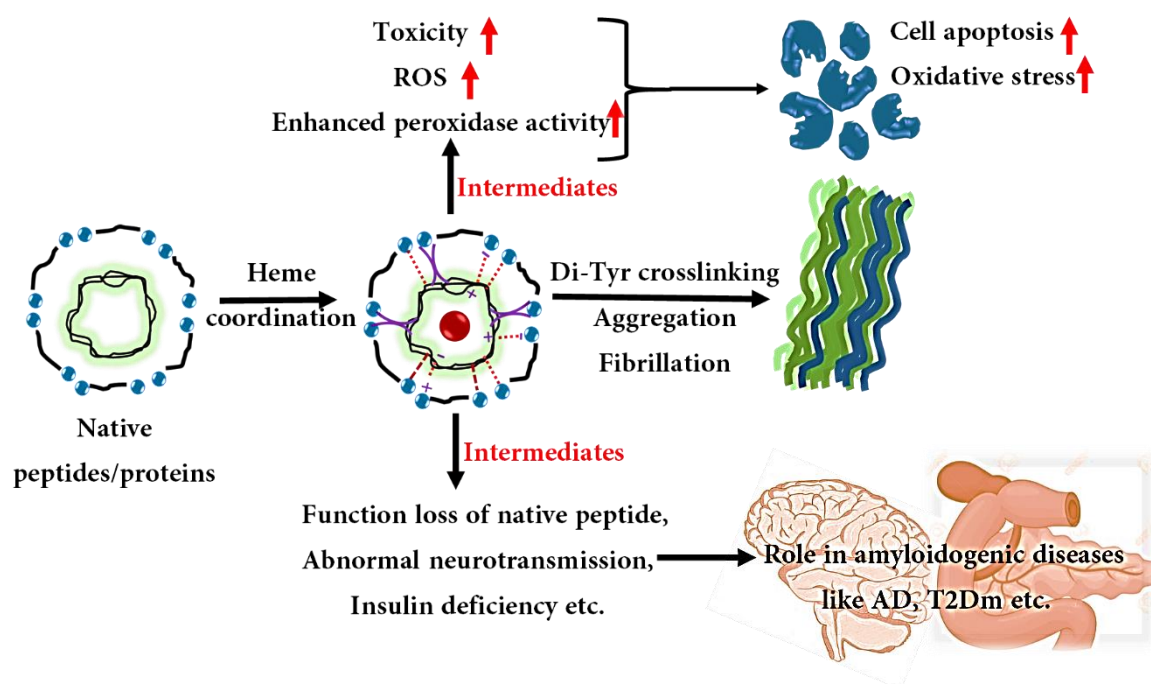 Toxicity
ROS
Enhanced peroxidase activity
Cell apoptosis
Oxidative stress
Intermediates
Native
peptides/proteins
Heme
coordination
Di-Tyr crosslinking
Aggregation
Fibrillation
Intermediates
Function loss of native peptide,
Abnormal neurotransmission,
Insulin deficiency etc.
Role in amyloidogenic diseases
like AD, T2Dm etc.